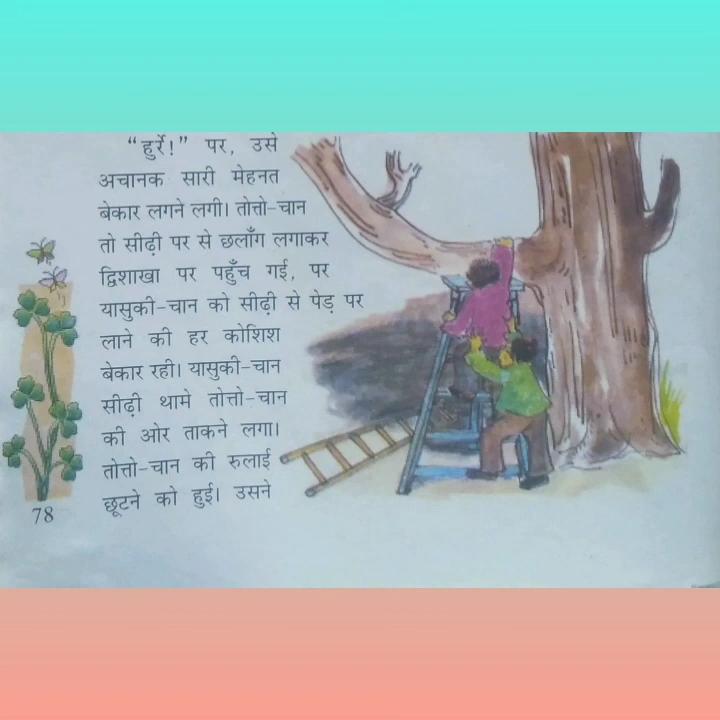 “हुर्रे!” पर, उसे
अचानक सारी मेहनत
बेकार लगने लगी। तोत्तो-चान
तो सीढ़ी पर से छलाँग लगाकर
द्विशाखा पर पहुँच गई, पर
यासुकी-चान को सीढ़ी से पेड़ पर
लाने की हर कोशिश
बेकार रही। यासुकी-चान
सीढ़ी थामे तोत्तो-चान
की ओर ताकने लगा।
तोत्तो-चान की रुलाई
छूटने को हुई। उसने
78